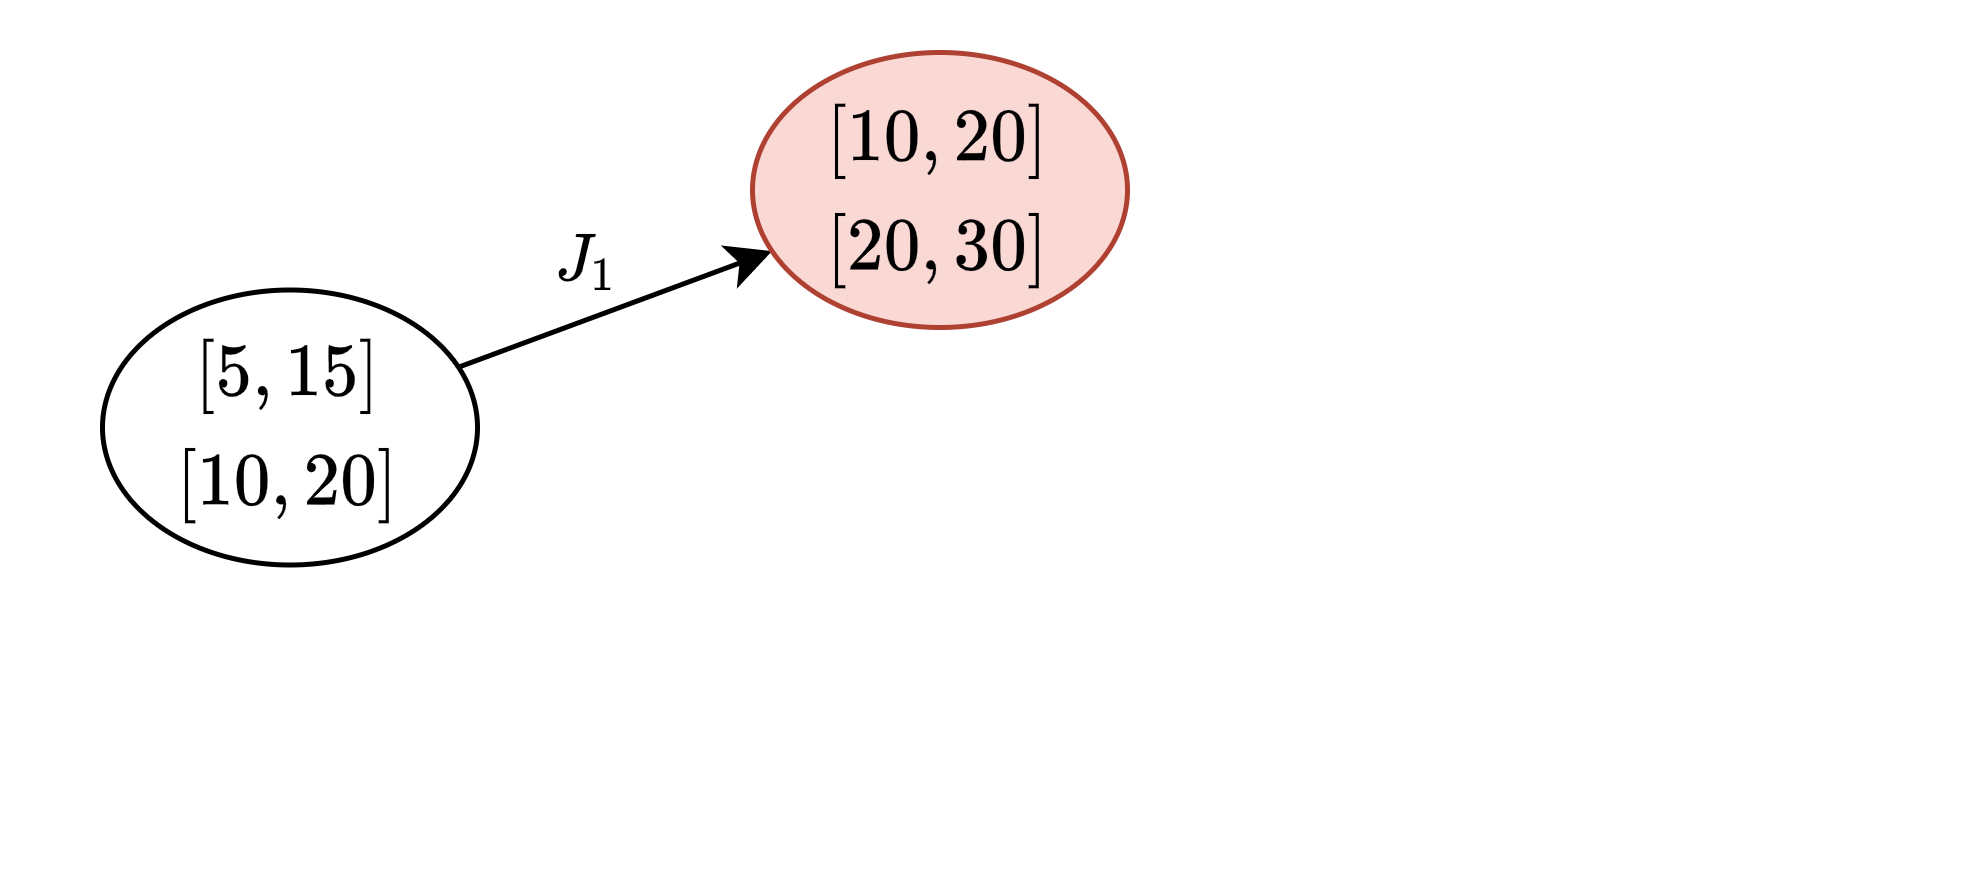 [10, 20]
[20, 30]
J₁
[5, 15]
[10, 20]